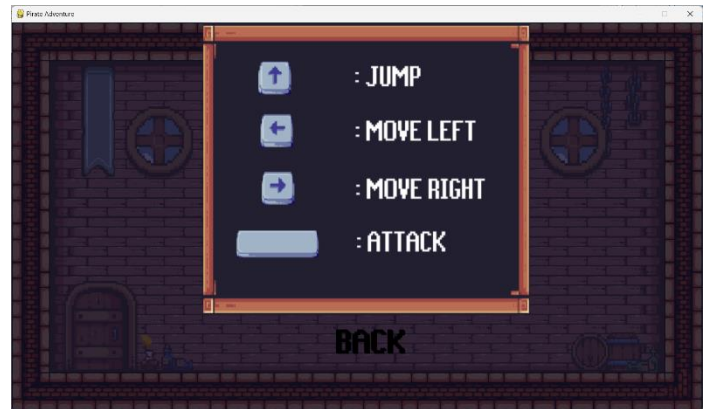 Pirate Adventure
: JUMP
: MOVE LEFT
: MOVE RIGHT
: ATTACK
BACK